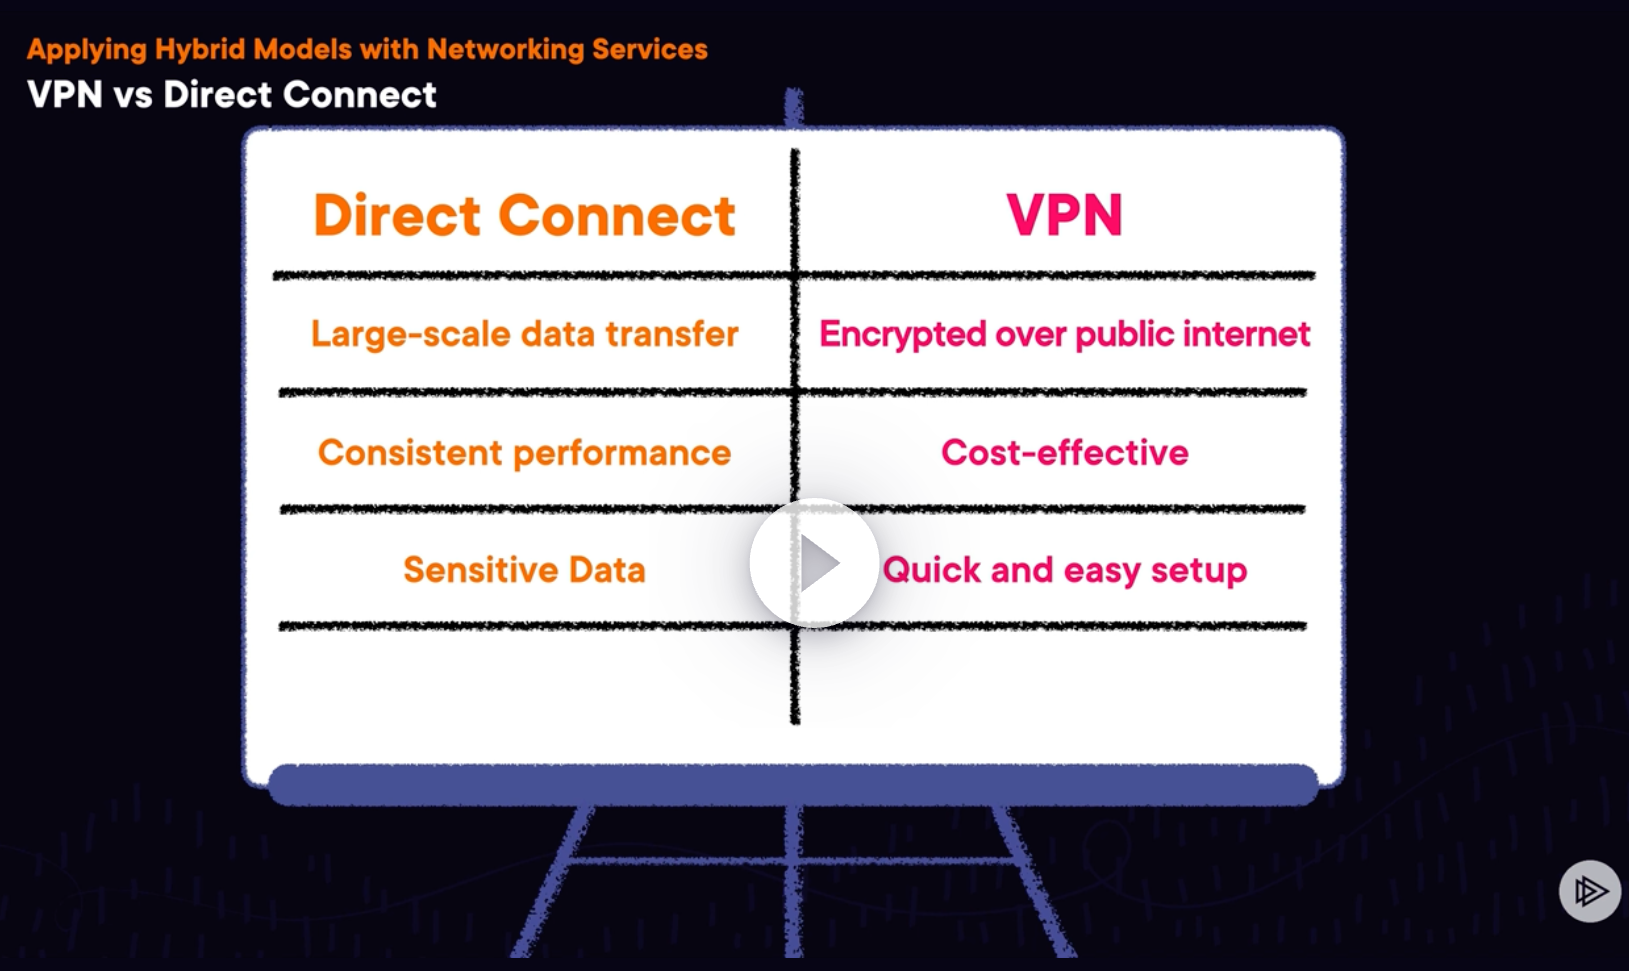 Applying Hybrid Models with Networking Services
VPN vs Direct Connect
Direct Connect
VPN
Large-scale data transfer
Encrypted over public internet
Consistent performance
Cost-effective
Sensitive Data
Quick and easy setup